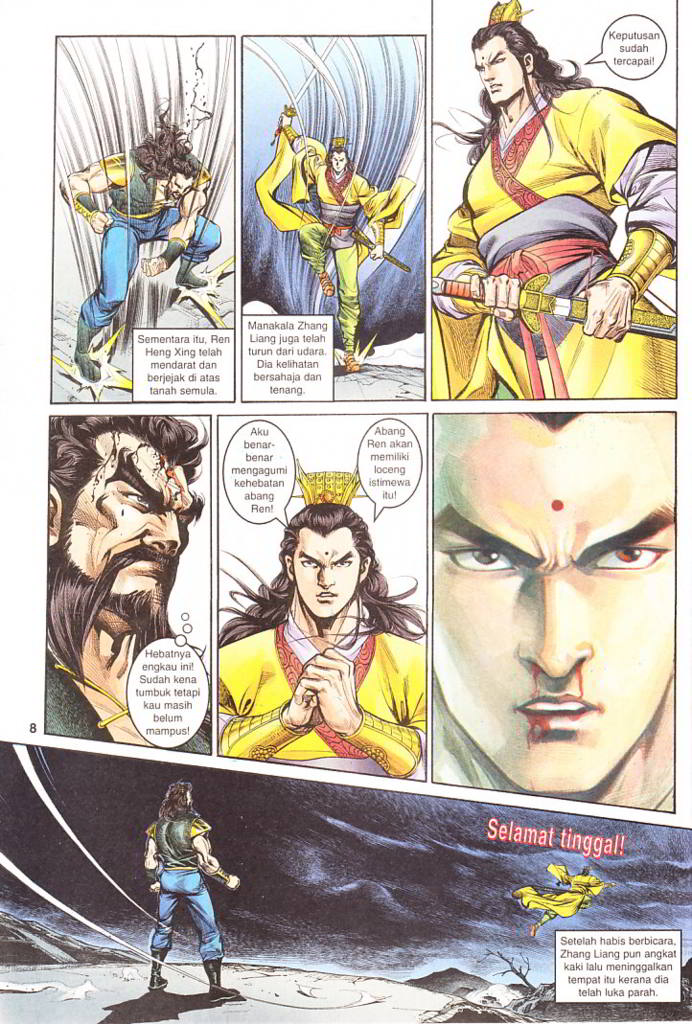 Sementara itu, Ren
Heng Xing telah
mendarat dan
berjejak di atas
tanah semula.
Manakala Zhang
Liang juga telah
turun dari udara.
Dia kelihatan
bersahaja dan
tenang.
Keputusan
sudah
tercapai!
Hebatnya
engkau ini!
Sudah kena
tumbuk tetapi
kau masih
belum
mampus!
Aku
benar-
benar
mengagumi
kehebatan
abang
Ren!
Abang
Ren akan
memiliki
loceng
istimewa
itu!
8
Selamat tinggal!
Setelah habis berbicara,
Zhang Liang pun angkat
kaki lalu meninggalkan
tempat itu kerana dia
telah luka parah.